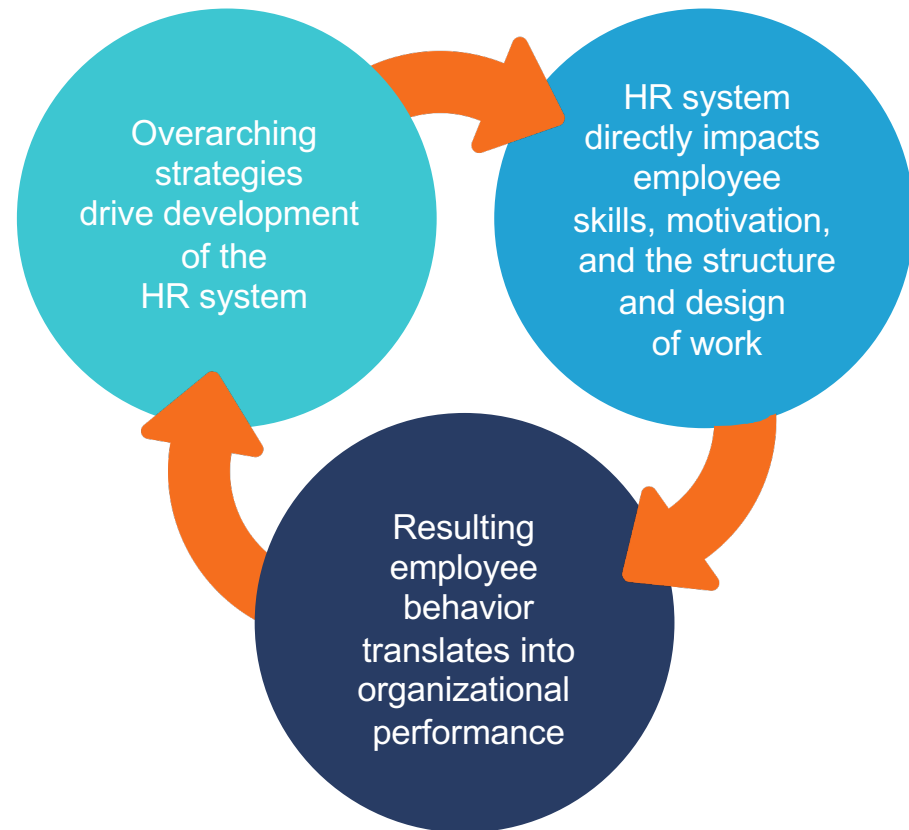 Overarching
strategies
drive development
of the
HR system
HR system
directly impacts
employee
skills, motivation,
and the structure
and design
of work
Resulting
employee
behavior
translates into
organizational
performance